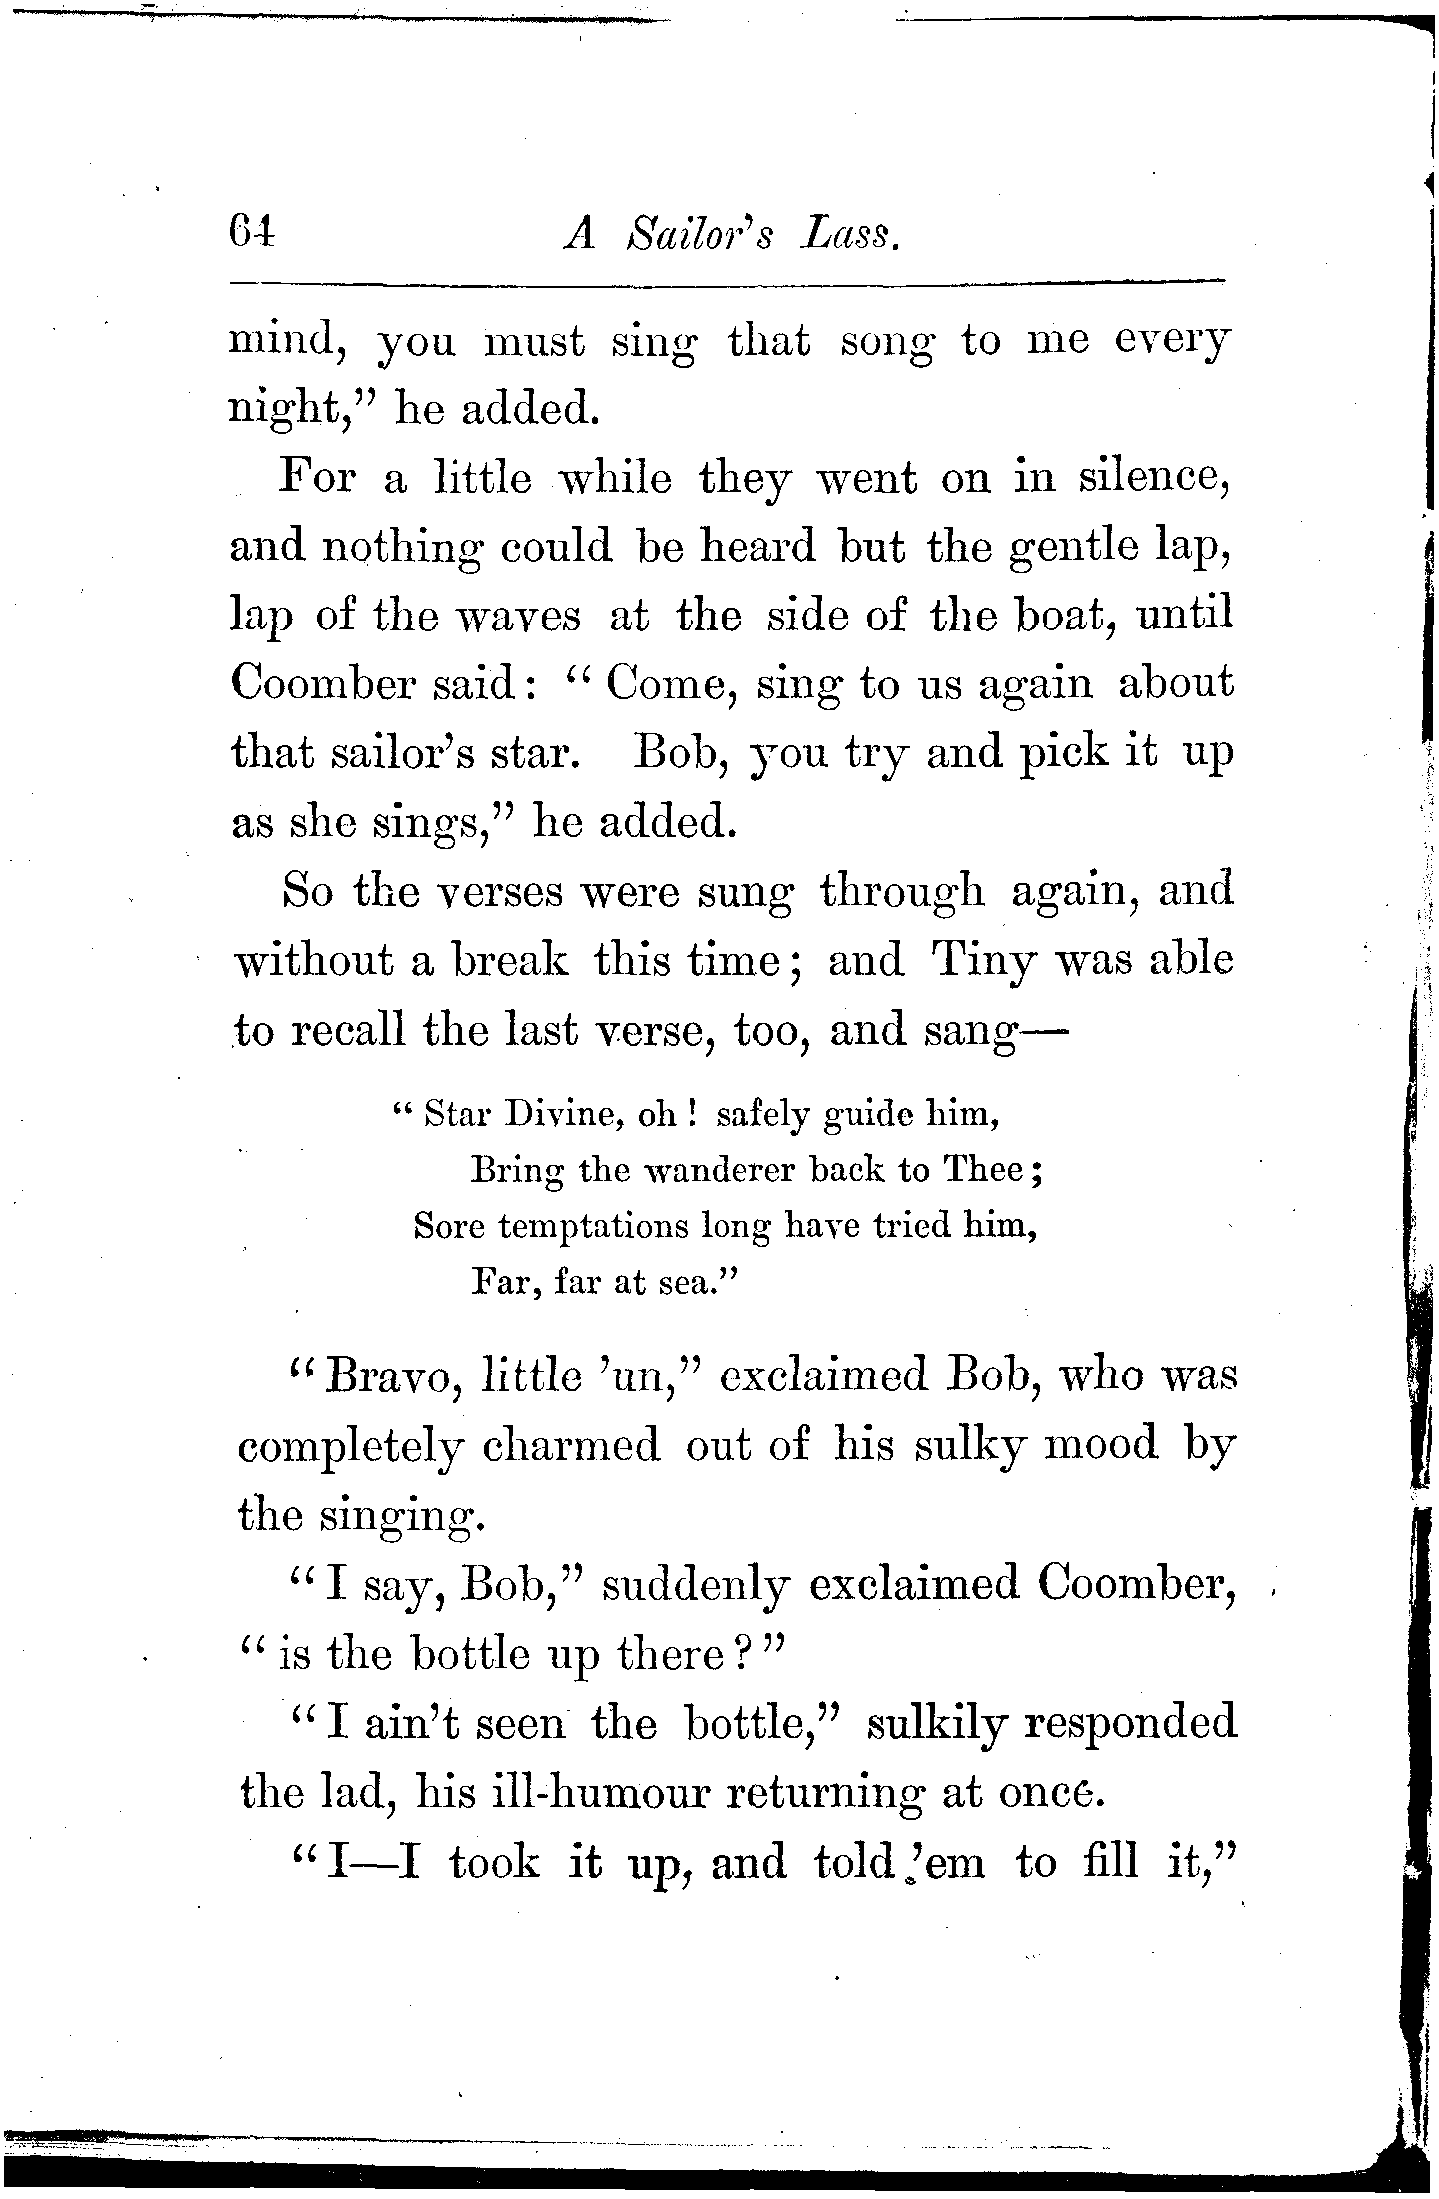 64 A Sailor's Lass.
mind, you must sing that song to me every
night,” he added.
For a little while they went on in silence,
and nothing could be heard but the gentle lap,
lap of the waves at the side of the boat, until
Coomber said: “Come, sing to us again about
that sailor's star. Bob, you try and pick it up
as she sings,” he added.
So the verses were sung through again, and
without a break this time; and Tiny was able
to recall the last verse, too, and sang—
“Star Divine, oh! safely guide him,
Bring the wanderer back to Thee;
Sore temptations long have tried him,
Far, far at sea.”
“Bravo, little 'un,” exclaimed Bob, who was
completely charmed out of his sulky mood by
the singing.
“I say, Bob,” suddenly exclaimed Coomber,
“is the bottle up there?”
“I ain't seen the bottle,” sulkily responded
the lad, his ill-humour returning at once.
“I—I took it up, and told 'em to fill it,”